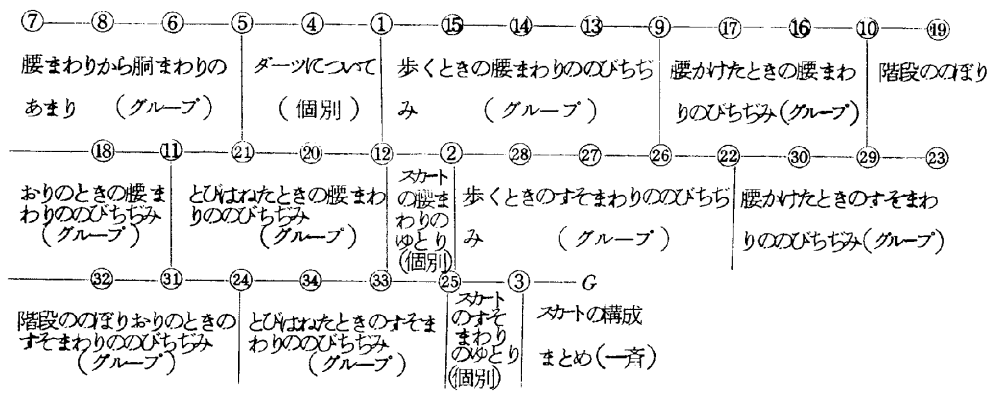 ⑦ ⑧ ⑥ ⑤ ④ ① ⑮ ⑭ ⑬ ⑨ ⑰ ⑯ ⑩ ⑲
腰まわりから胴まわりの ダーツについて 歩くときの腰まわりののびちぢ 腰かけたときの腰まわ 階段ののぼり
あまり (グループ) (個別) み (グループ) りのびちぢみ(グループ)
⑱ ⑪ ㉑ ⑳ ⑫ ② ㉘ ㉗ ㉖ ㉒ ㉚ ㉙ ㉓
おりのときの腰ま
わりののびちぢみ
(グループ)
とびはねたときの腰まわ
りののびちぢみ
(グループ)
スカート
の腰ま
わりの
ゆとり
(個別)
歩くときのすそまわりののびちぢ
み (グループ)
腰かけたときのすそまわ
りののびちぢみ(グループ)
㉜ ㉛ ㉔ ㉞ ㉝ ㉕ ③ G
階段ののぼりおりのときの
すそまわりののびちぢみ
(グループ)
とびはねたときのすそま
わりののびちぢみ
(グループ)
スカート
のすそ
まわり
のゆとり
(個別)
スカートの構成
まとめ(一斉)